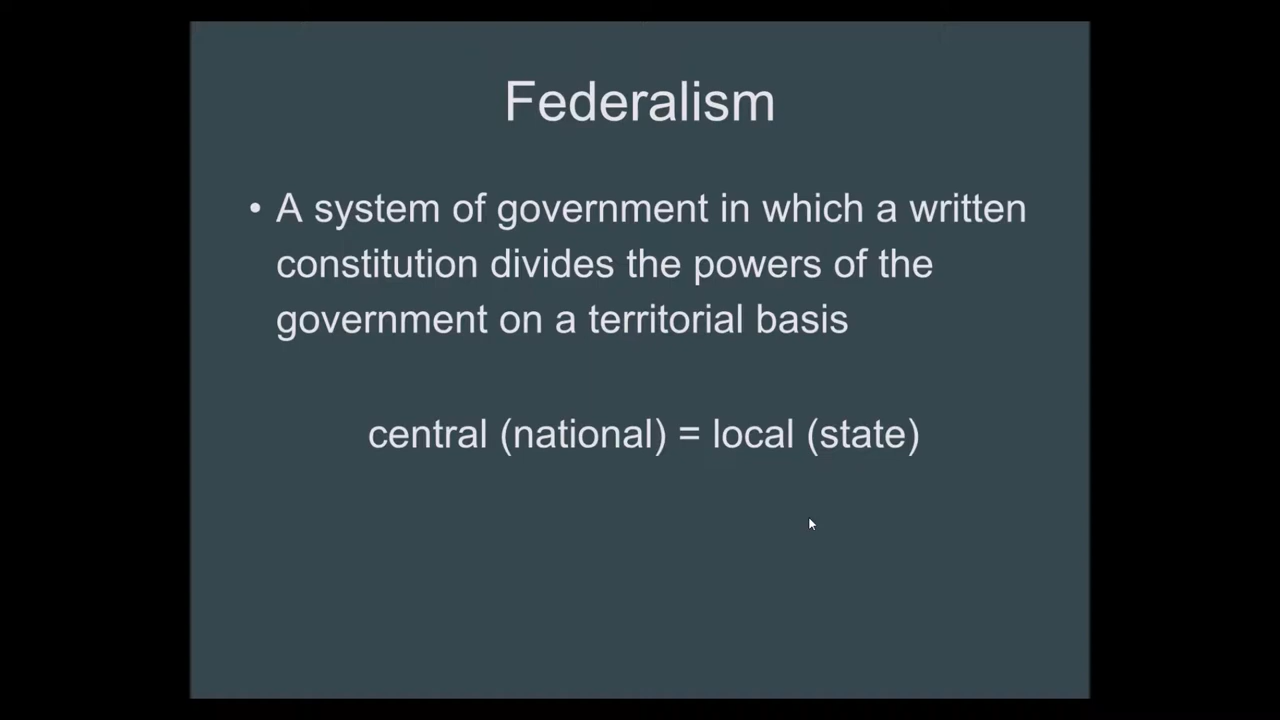 Federalism
• A system of government in which a written
constitution divides the powers of the
government on a territorial basis
central (national) = local (state)